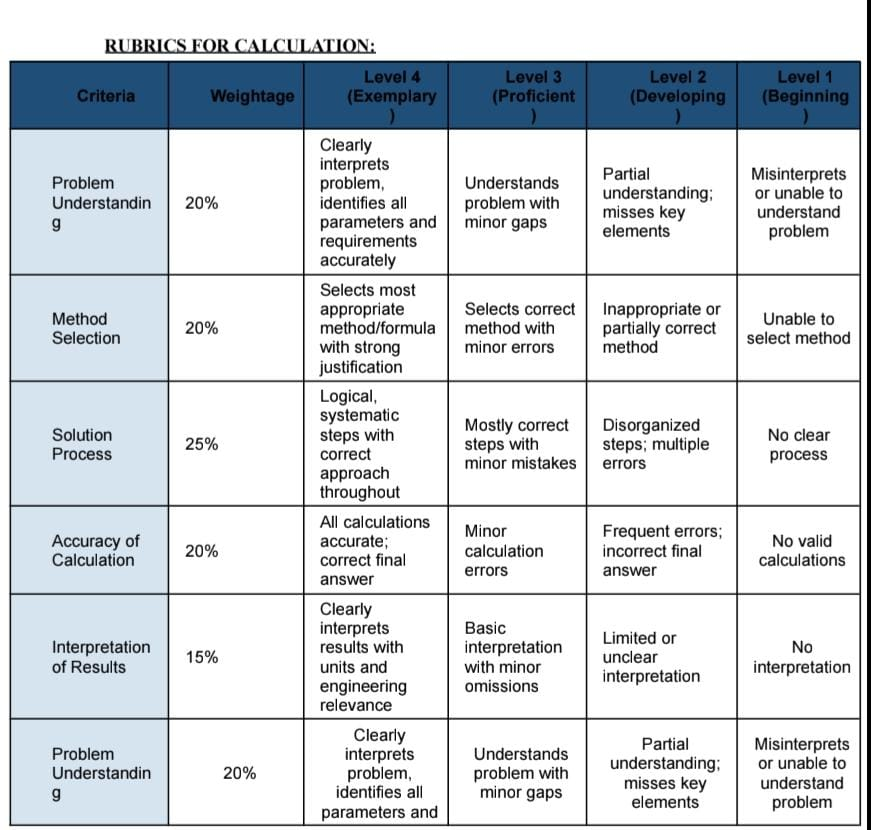 RUBRICS FOR CALCULATION:
Criteria
Weightage
Level 4
(Exemplary
)
Level 3
(Proficient
)
Level 2
(Developing
)
Level 1
(Beginning
)
Problem
Understandin
g
20%
Clearly
interprets
problem,
identifies all
parameters and
requirements
accurately
Understands
problem with
minor gaps
Partial
understanding;
misses key
elements
Misinterprets
or unable to
understand
problem
Method
Selection
20%
Selects most
appropriate
method/formula
with strong
justification
Selects correct
method with
minor errors
Inappropriate or
partially correct
method
Unable to
select method
Solution
Process
25%
Logical,
systematic
steps with
correct
approach
throughout
Mostly correct
steps with
minor mistakes
Disorganized
steps; multiple
errors
No clear
process
Accuracy of
Calculation
20%
All calculations
accurate;
correct final
answer
Minor
calculation
errors
Frequent errors;
incorrect final
answer
No valid
calculations
Interpretation
of Results
15%
Clearly
interprets
results with
units and
engineering
relevance
Basic
interpretation
with minor
omissions
Limited or
unclear
interpretation
No
interpretation
Problem
Understandin
g
20%
Clearly
interprets
problem,
identifies all
parameters and
Understands
problem with
minor gaps
Partial
understanding;
misses key
elements
Misinterprets
or unable to
understand
problem